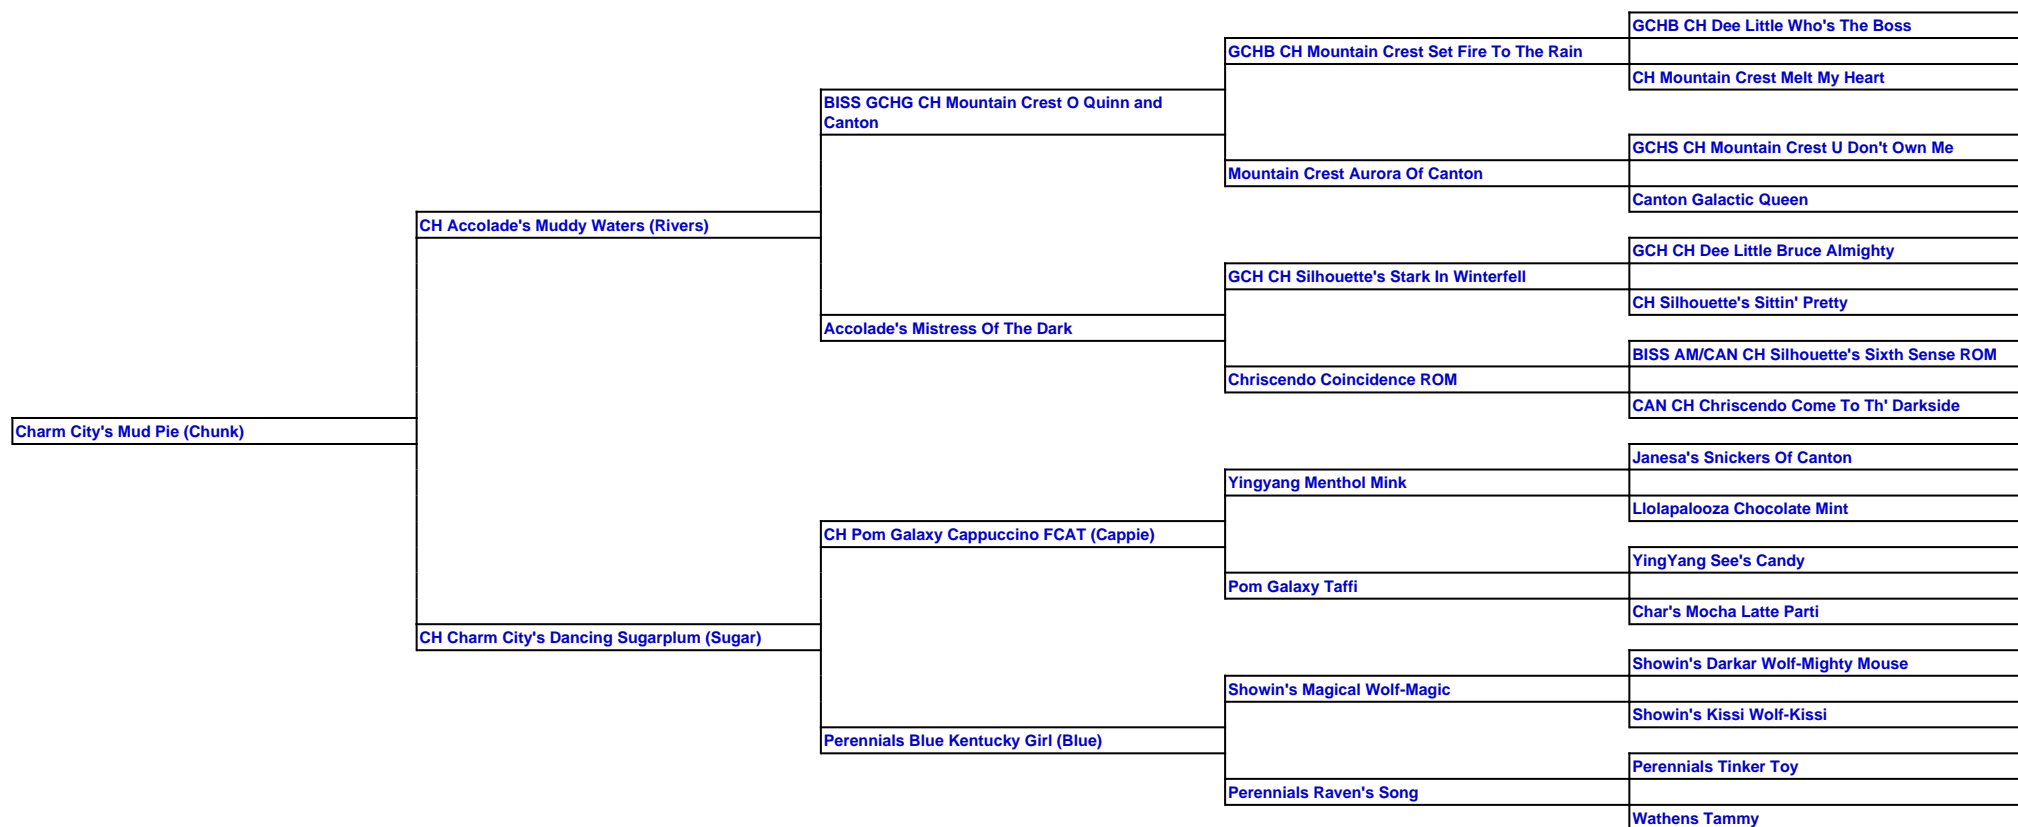 GCHB CH Dee Little Who's The Boss
GCHB CH Mountain Crest Set Fire To The Rain
CH Mountain Crest Melt My Heart
BISS GCHG CH Mountain Crest O Quinn and
Canton
GCHS CH Mountain Crest U Don't Own Me
Mountain Crest Aurora Of Canton
Canton Galactic Queen
CH Accolade's Muddy Waters (Rivers)
GCH CH Dee Little Bruce Almighty
GCH CH Silhouette's Stark In Winterfell
CH Silhouette's Sittin' Pretty
Accolade's Mistress Of The Dark
BISS AM/CAN CH Silhouette's Sixth Sense ROM
Chriscendo Coincidence ROM
CAN CH Chriscendo Come To Th' Darkside
Charm City's Mud Pie (Chunk)
Janesa's Snickers Of Canton
Yingyang Menthol Mink
Llolapalooza Chocolate Mint
CH Pom Galaxy Cappuccino FCAT (Cappie)
YingYang See's Candy
Pom Galaxy Taffi
Char's Mocha Latte Parti
CH Charm City's Dancing Sugarplum (Sugar)
Showin's Darkar Wolf-Mighty Mouse
Showin's Magical Wolf-Magic
Showin's Kissi Wolf-Kissi
Perennials Blue Kentucky Girl (Blue)
Perennials Tinker Toy
Perennials Raven's Song
Wathens Tammy